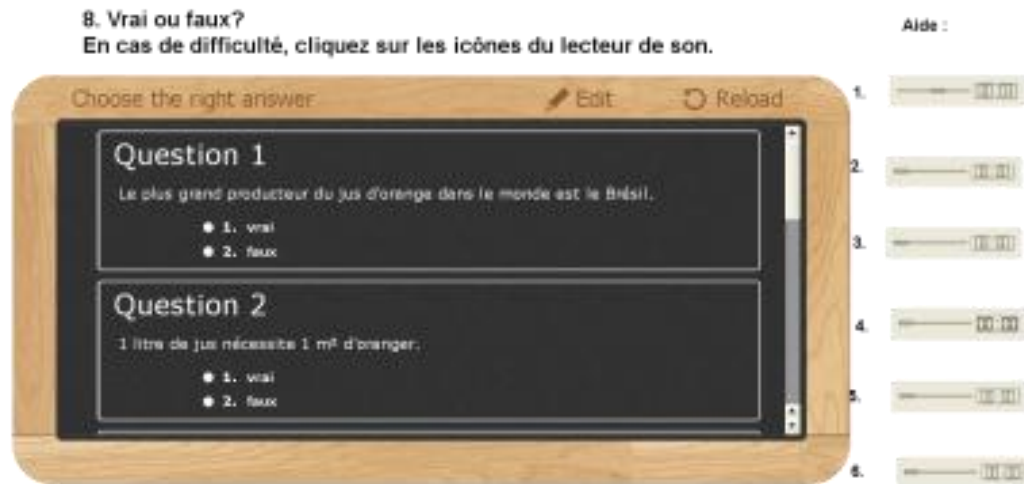 8. Vrai ou faux?
En cas de difficulté, cliquez sur les icônes du lecteur de son.
Aide :
Choose the right answer
Edit
Reload
Question 1
Le plus grand producteur du jus d'orange dans le monde est le Brésil.
1. vrai
2. faux
Question 2
1 litre de jus nécessite 1 m² d'oranger.
1. vrai
2. faux
1.
2.
3.
4.
5.
6.